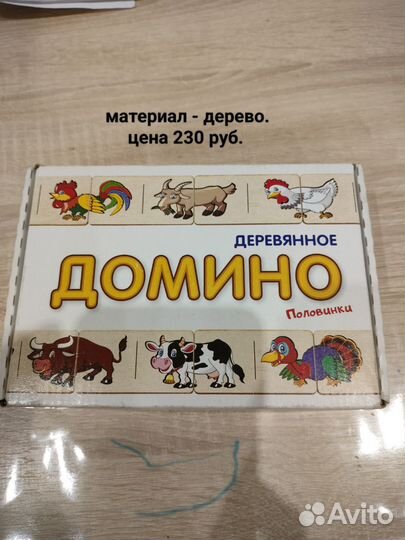 материал - дерево.
цена 230 руб.
ДЕРЕВЯННОЕ
ДОМИНО
Половинки
Avito